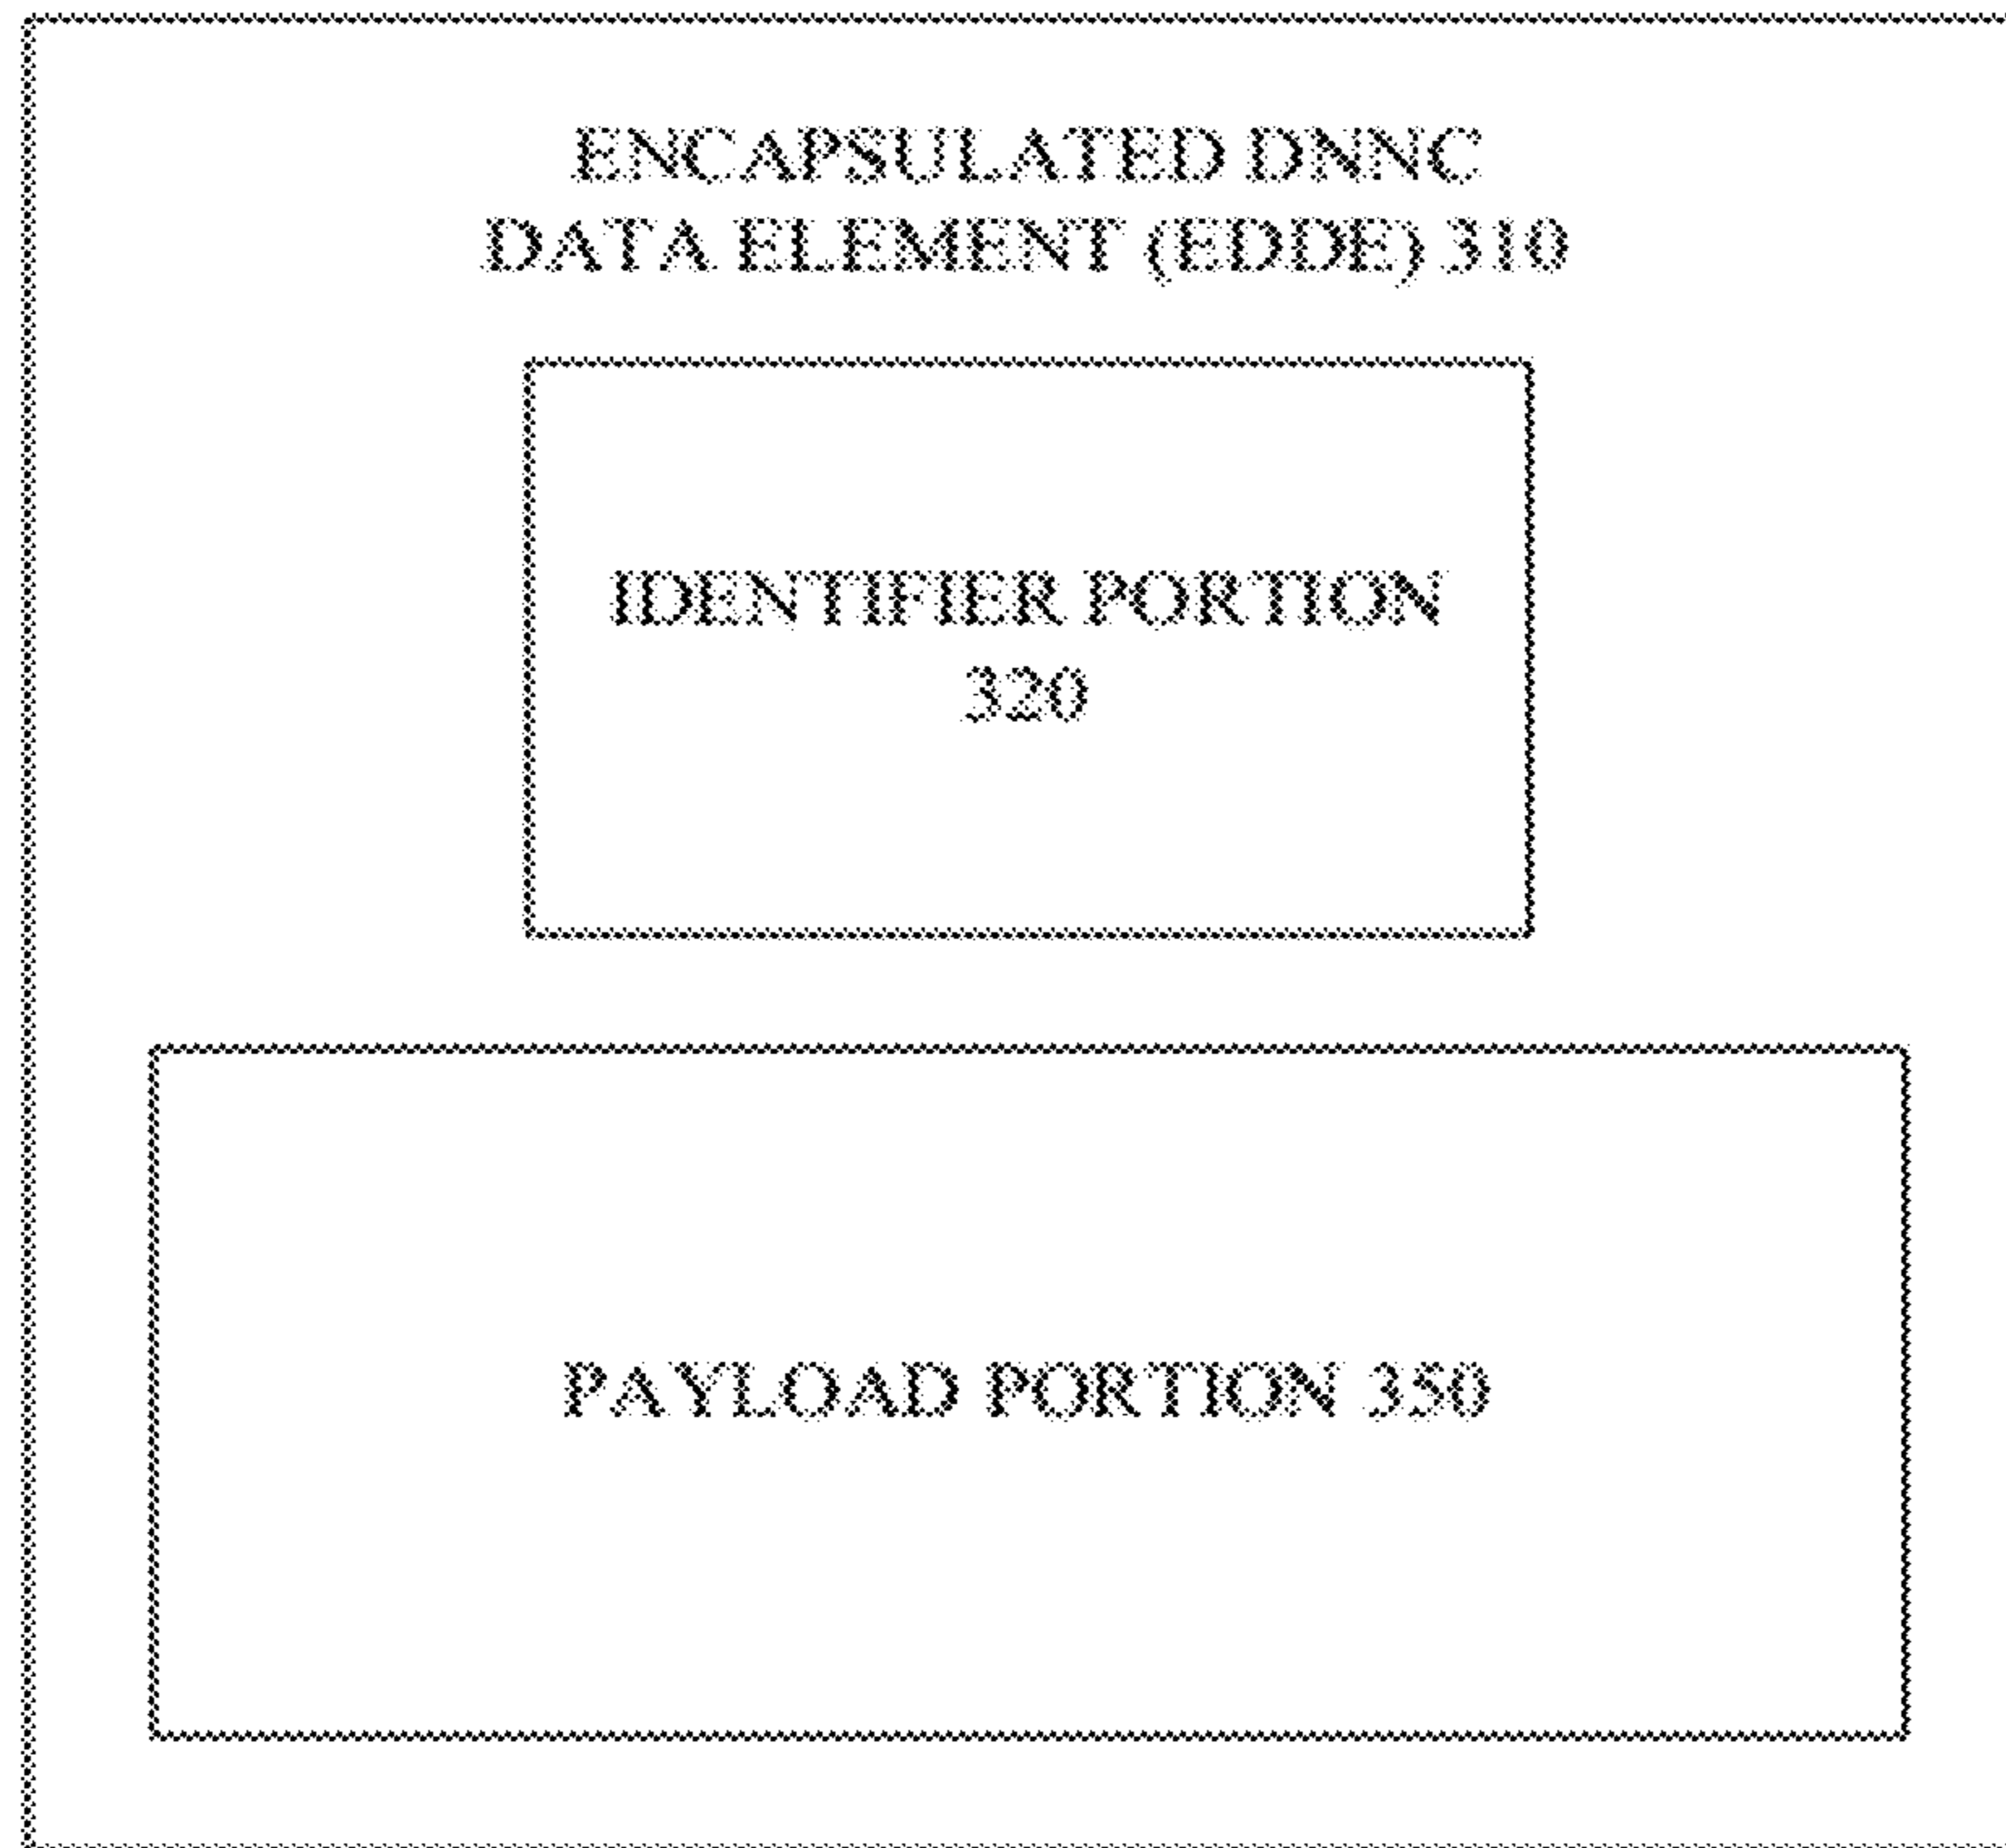 ENCAPSULATED DNNC
DATA ELEMENT (EDDE) 310
IDENTIFIER PORTION
320
PAYLOAD PORTION 350